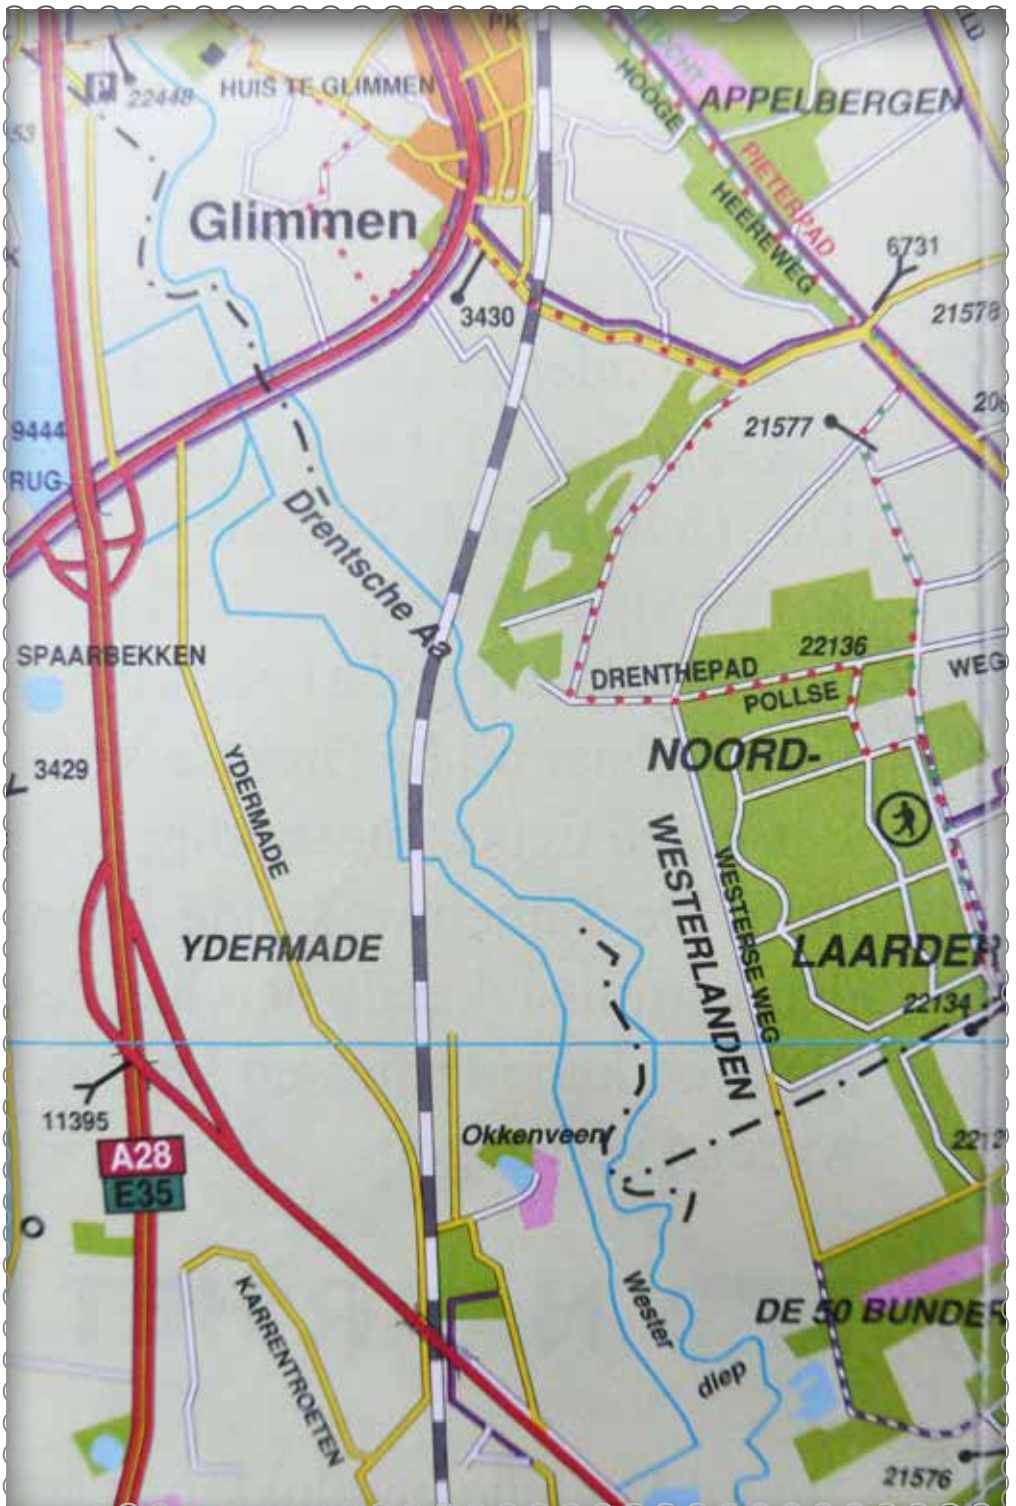 PK
P
22448
HUIS TE GLIMMEN
HOOGE
APPELBERGEN
53
PIETERPAD
HEEREWEG
Glimmen
6731
3430
21578
9444
21577
RUG
Drentsche Aa
SPAARBEKKEN
22136
DRENTHEPAD
WEG
POLLSE
3429
NOORD-
YDERMADE
WESTERLANDEN
WESTERSE WEG
YDERMADE
LAARDER
22134
11395
Okkenveen
A28
E35
KARRENTROETEN
Wester
diep
DE 50 BUNDER
21576